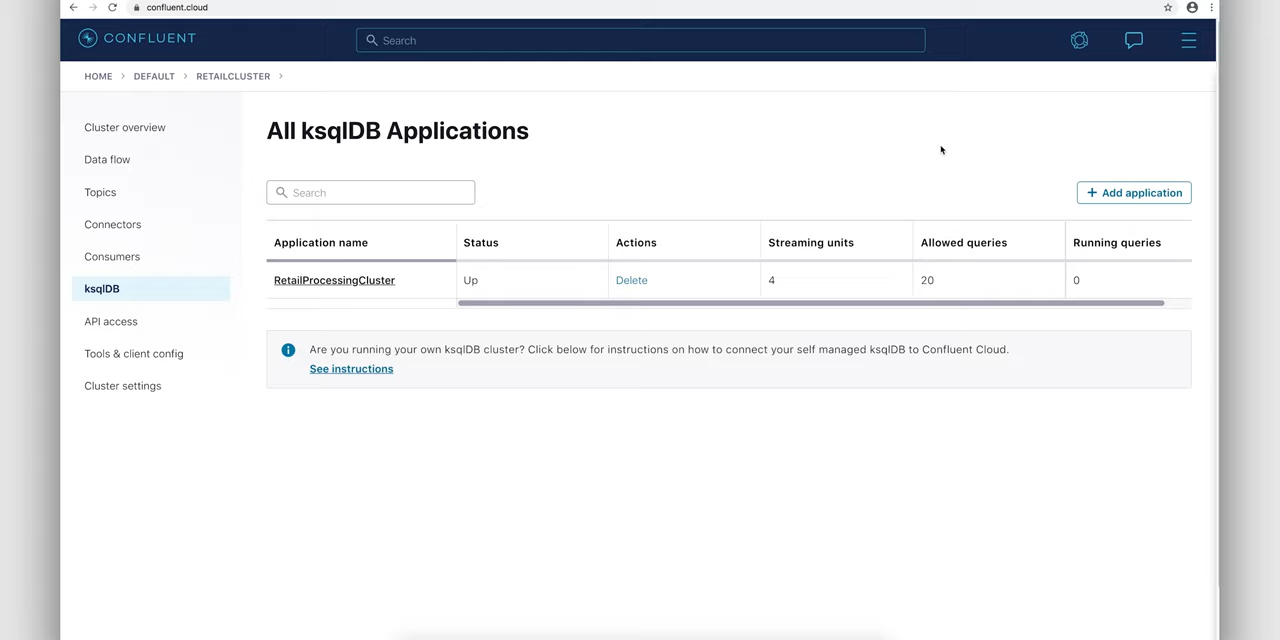 confluent.cloud
CONFLUENT
Search
HOME > DEFAULT > RETAILCLUSTER >
Cluster overview
Data flow
Topics
Connectors
Consumers
ksqlDB
API access
Tools & client config
Cluster settings
All ksqlDB Applications
Search
+ Add application
Application name Status Actions Streaming units Allowed queries Running queries
RetailProcessingCluster Up Delete 4 20 0
Are you running your own ksqlDB cluster? Click below for instructions on how to connect your self managed ksqlDB to Confluent Cloud.
See instructions